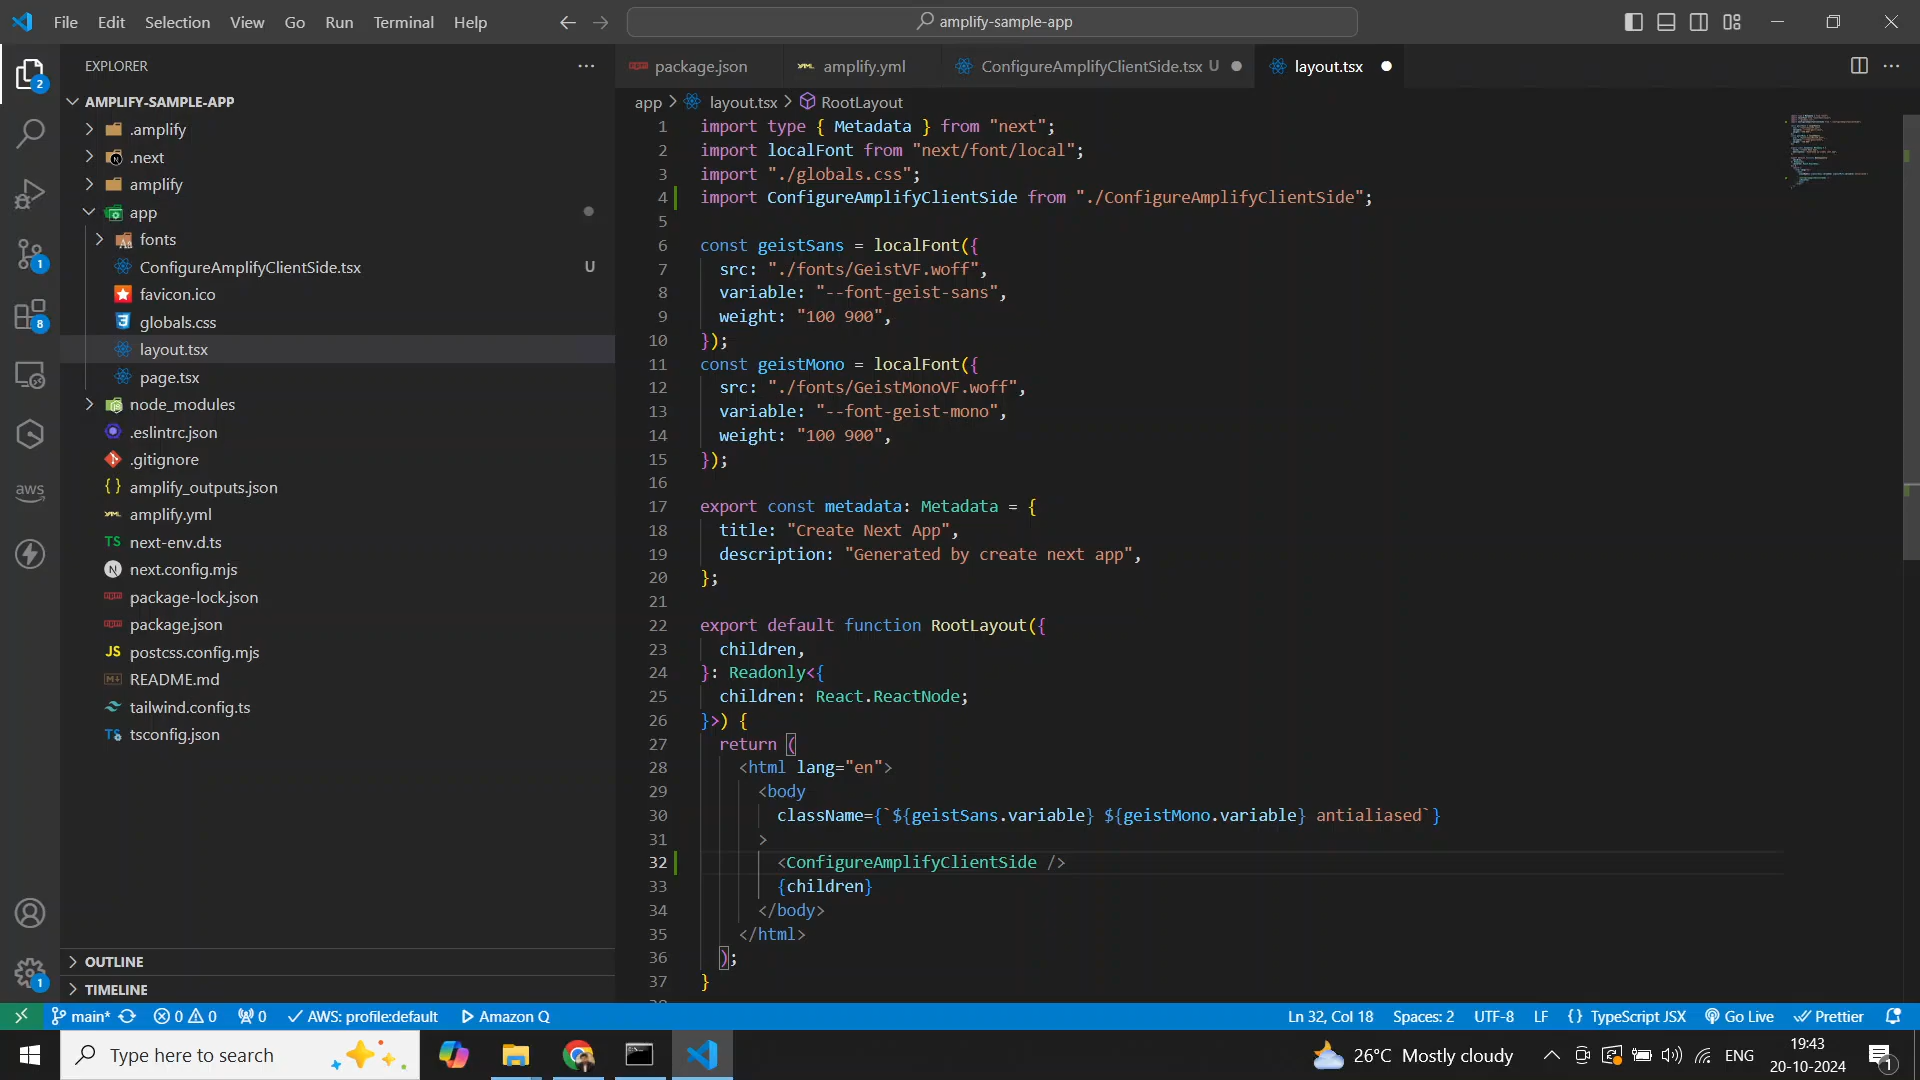 File Edit Selection View Go Run Terminal Help
amplify-sample-app
EXPLORER
package.json
amplify.yml
ConfigureAmplifyClientSide.tsx U
layout.tsx
AMPLIFY-SAMPLE-APP
.amplify
.next
amplify
app
fonts
ConfigureAmplifyClientSide.tsx U
favicon.ico
globals.css
layout.tsx
page.tsx
node_modules
.eslintrc.json
.gitignore
amplify_outputs.json
amplify.yml
TS next-env.d.ts
next.config.mjs
package-lock.json
package.json
JS postcss.config.mjs
README.md
tailwind.config.ts
TS tsconfig.json
OUTLINE
TIMELINE
2
1
8
aws
1
app > layout.tsx > RootLayout
1 import type { Metadata } from "next";
2 import localFont from "next/font/local";
3 import "./globals.css";
4 import ConfigureAmplifyClientSide from "./ConfigureAmplifyClientSide";
5
6 const geistSans = localFont({
7 src: "./fonts/GeistVF.woff",
8 variable: "--font-geist-sans",
9 weight: "100 900",
10 });
11 const geistMono = localFont({
12 src: "./fonts/GeistMonoVF.woff",
13 variable: "--font-geist-mono",
14 weight: "100 900",
15 });
16
17 export const metadata: Metadata = {
18 title: "Create Next App",
19 description: "Generated by create next app",
20 };
21
22 export default function RootLayout({
23 children,
24 }: Readonly<{
25 children: React.ReactNode;
26 }>) {
27 return (
28 <html lang="en">
29 <body
30 className={`${geistSans.variable} ${geistMono.variable} antialiased`}
31 >
32 <ConfigureAmplifyClientSide />
33 {children}
34 </body>
35 </html>
36 );
37 }
main* 0 0 0 AWS: profile:default Amazon Q
Ln 32, Col 18 Spaces: 2 UTF-8 LF {} TypeScript JSX Go Live Prettier
Type here to search
26°C Mostly cloudy
ENG
19:43
20-10-2024
1